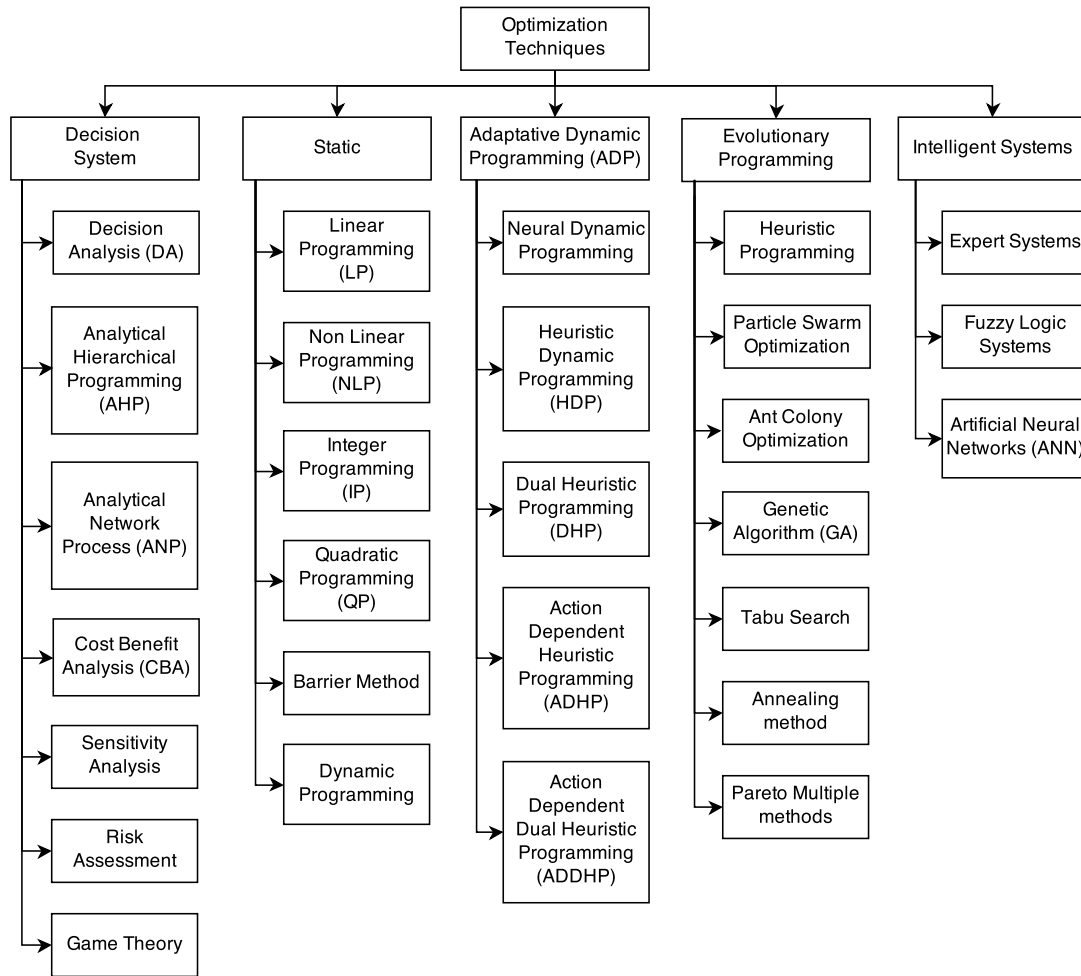 Optimization
Techniques
Decision
System
Static
Adaptative Dynamic
Programming (ADP)
Evolutionary
Programming
Intelligent Systems
Decision
Analysis (DA)
Analytical
Hierarchical
Programming
(AHP)
Analytical
Network
Process (ANP)
Cost Benefit
Analysis (CBA)
Sensitivity
Analysis
Risk
Assessment
Game Theory
Linear
Programming
(LP)
Non Linear
Programming
(NLP)
Integer
Programming
(IP)
Quadratic
Programming
(QP)
Barrier Method
Dynamic
Programming
Neural Dynamic
Programming
Heuristic
Dynamic
Programming
(HDP)
Dual Heuristic
Programming
(DHP)
Action
Dependent
Heuristic
Programming
(ADHP)
Action
Dependent
Dual Heuristic
Programming
(ADDHP)
Heuristic
Programming
Particle Swarm
Optimization
Ant Colony
Optimization
Genetic
Algorithm (GA)
Tabu Search
Annealing
method
Pareto Multiple
methods
Expert Systems
Fuzzy Logic
Systems
Artificial Neural
Networks (ANN)